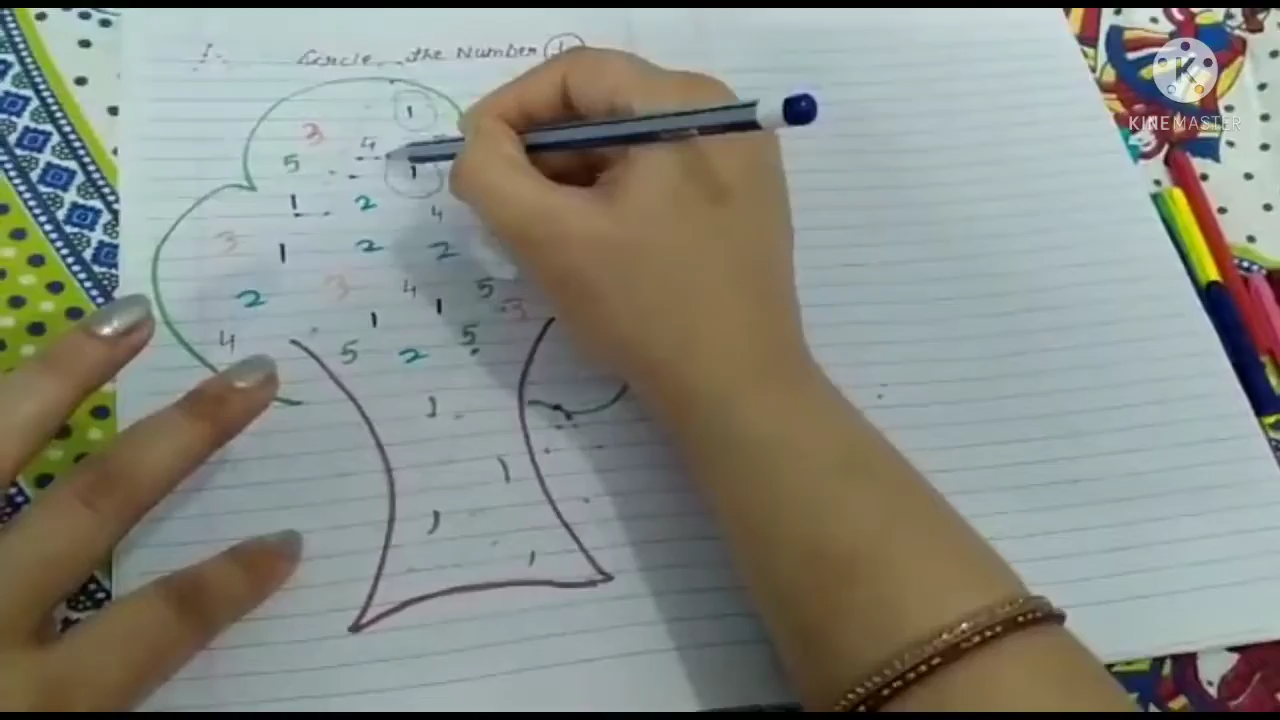 1. Circle the Number 1
1
3 4
5 1
1 2 4
3 1 2 2
2 3 4 5
1 1 3
4 5 2 5
1
1
1
1
KINEMASTER